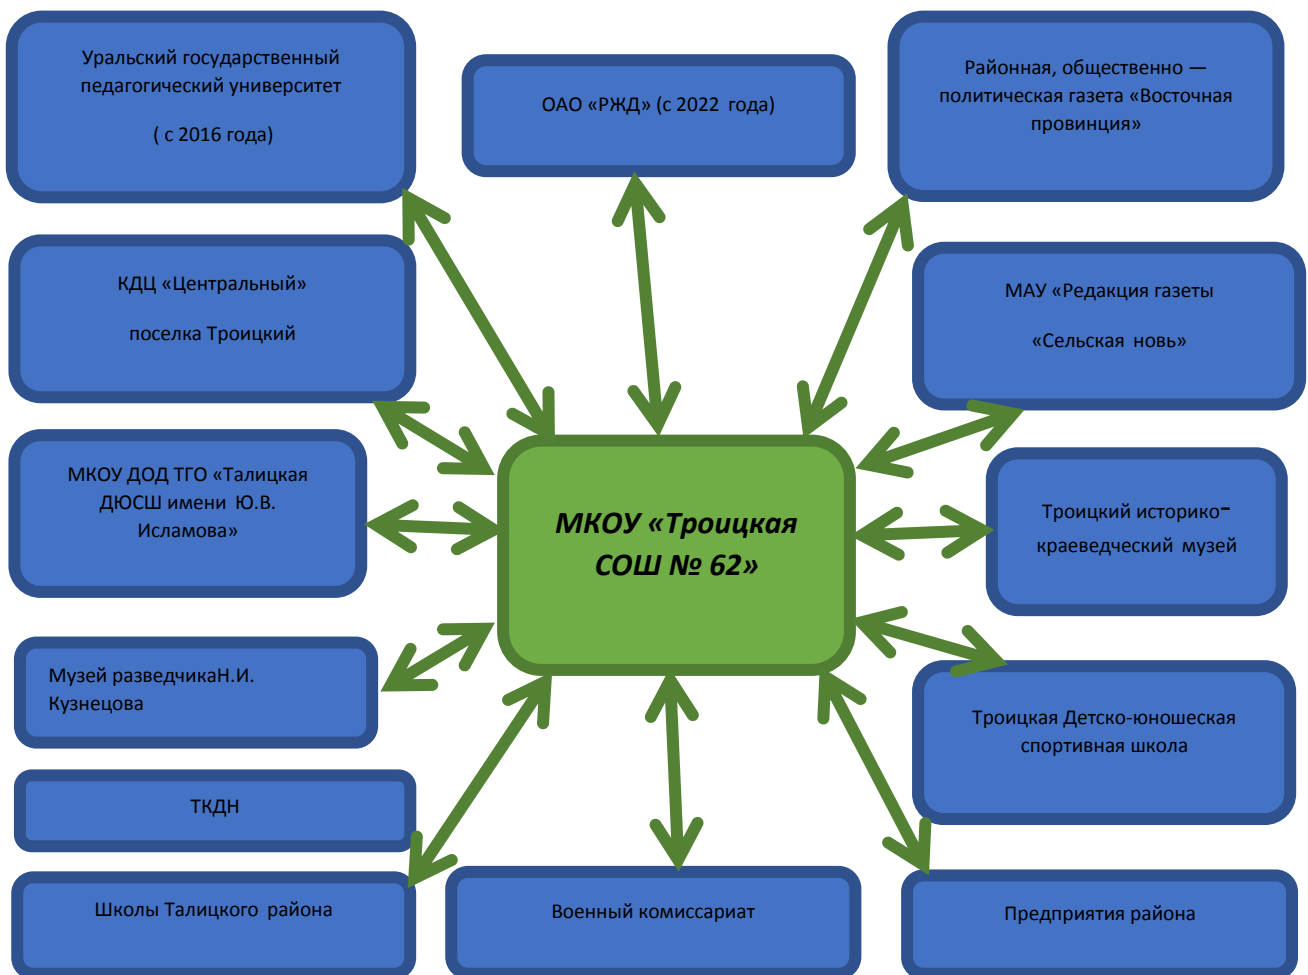 Уральский государственный
педагогический университет
( с 2016 года)
ОАО «РЖД» (с 2022 года)
Районная, общественно —
политическая газета «Восточная
провинция»
КДЦ «Центральный»
поселка Троицкий
МАУ «Редакция газеты
«Сельская новь»
МКОУ ДОД ТГО «Талицкая
ДЮСШ имени Ю.В.
Исламова»
МКОУ «Троицкая
СОШ № 62»
Троицкий историко-
краеведческий музей
Музей разведчикаН.И.
Кузнецова
Троицкая Детско-юношеская
спортивная школа
ТКДН
Школы Талицкого района
Военный комиссариат
Предприятия района